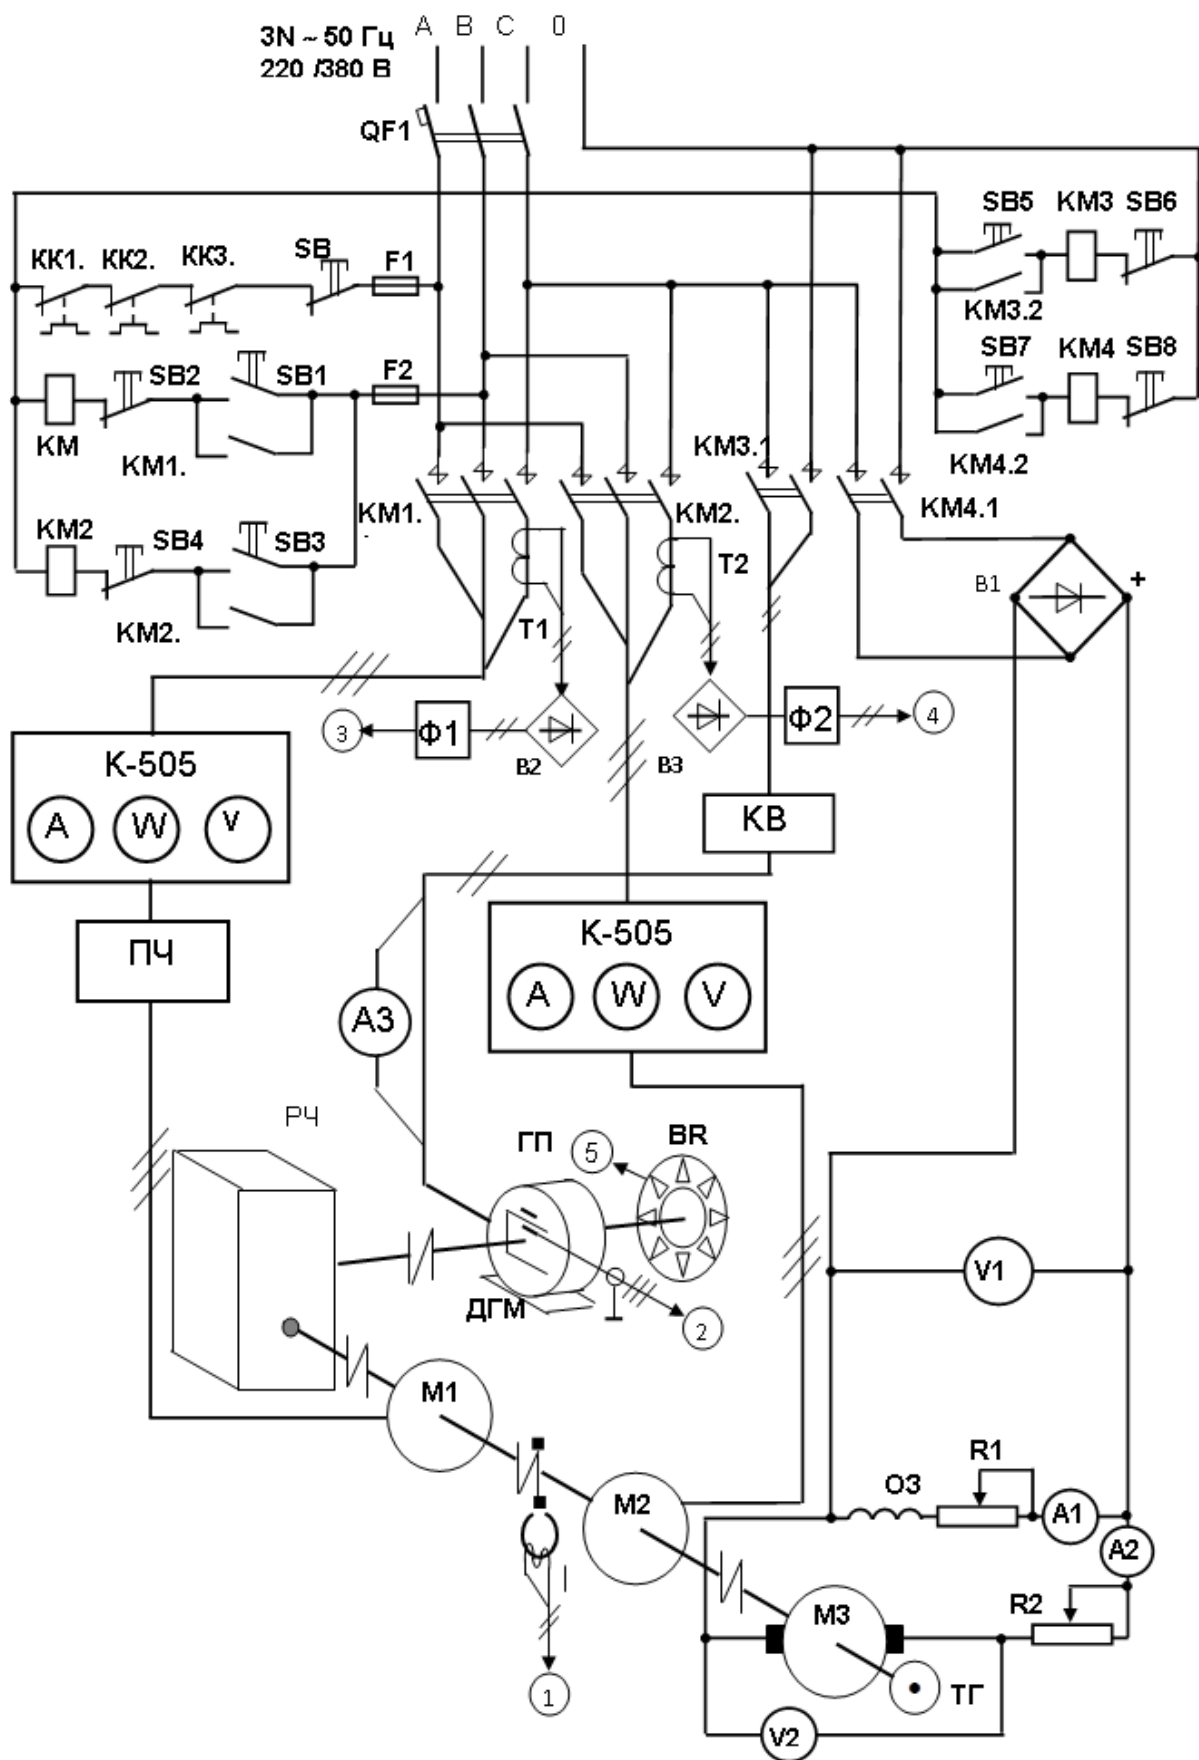 A B C 0
3N ~ 50 Гц
220 /380 В
QF1
SB5 KM3 SB6
KK1. KK2. KK3. SB F1
KM3.2
SB7 KM4 SB8
SB2 SB1 F2
KM KM1.
KM3.1
KM4.2
KM1. KM2. KM4.1
KM2 SB4 SB3
T2
B1 +
KM2. T1
3 Ф1 Ф2 4
B2 B3
К-505
A W V
КВ
К-505
A W V
ПЧ
А3
РЧ
ГП 5 BR
ДГМ
2
M1
R1
ОЗ
V1
M2
A1
A2
R2
M3
1
ТГ
V2